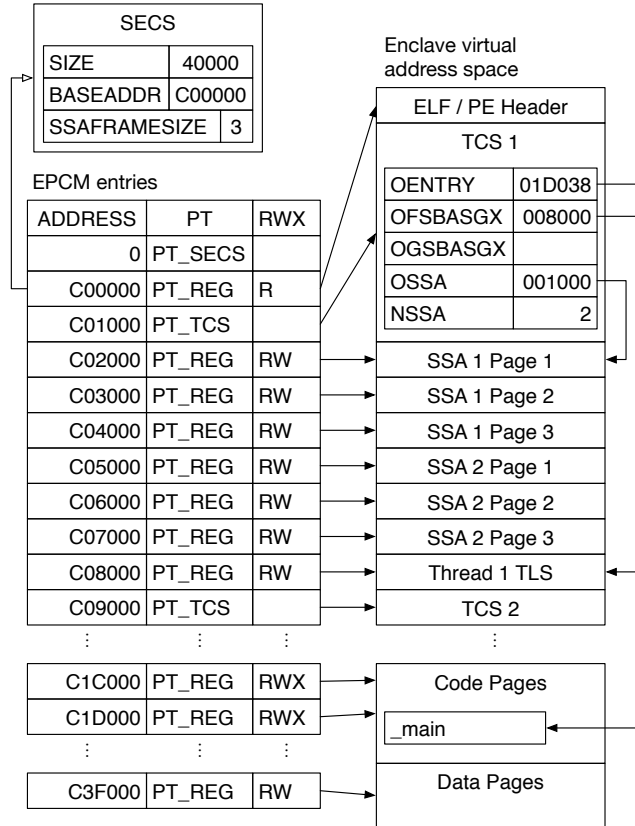 SECS
SIZE 40000
BASEADDR C00000
SSAFRAMESIZE 3
Enclave virtual
address space
ELF / PE Header
TCS 1
OENTRY 01D038
OFSBASGX 008000
OGSBASGX
OSSA 001000
NSSA 2
SSA 1 Page 1
SSA 1 Page 2
SSA 1 Page 3
SSA 2 Page 1
SSA 2 Page 2
SSA 2 Page 3
Thread 1 TLS
TCS 2
⋮
Code Pages
_main
Data Pages
EPCM entries
ADDRESS PT RWX
0 PT_SECS
C00000 PT_REG R
C01000 PT_TCS
C02000 PT_REG RW
C03000 PT_REG RW
C04000 PT_REG RW
C05000 PT_REG RW
C06000 PT_REG RW
C07000 PT_REG RW
C08000 PT_REG RW
C09000 PT_TCS
⋮ ⋮ ⋮
C1C000 PT_REG RWX
C1D000 PT_REG RWX
⋮ ⋮ ⋮
C3F000 PT_REG RW